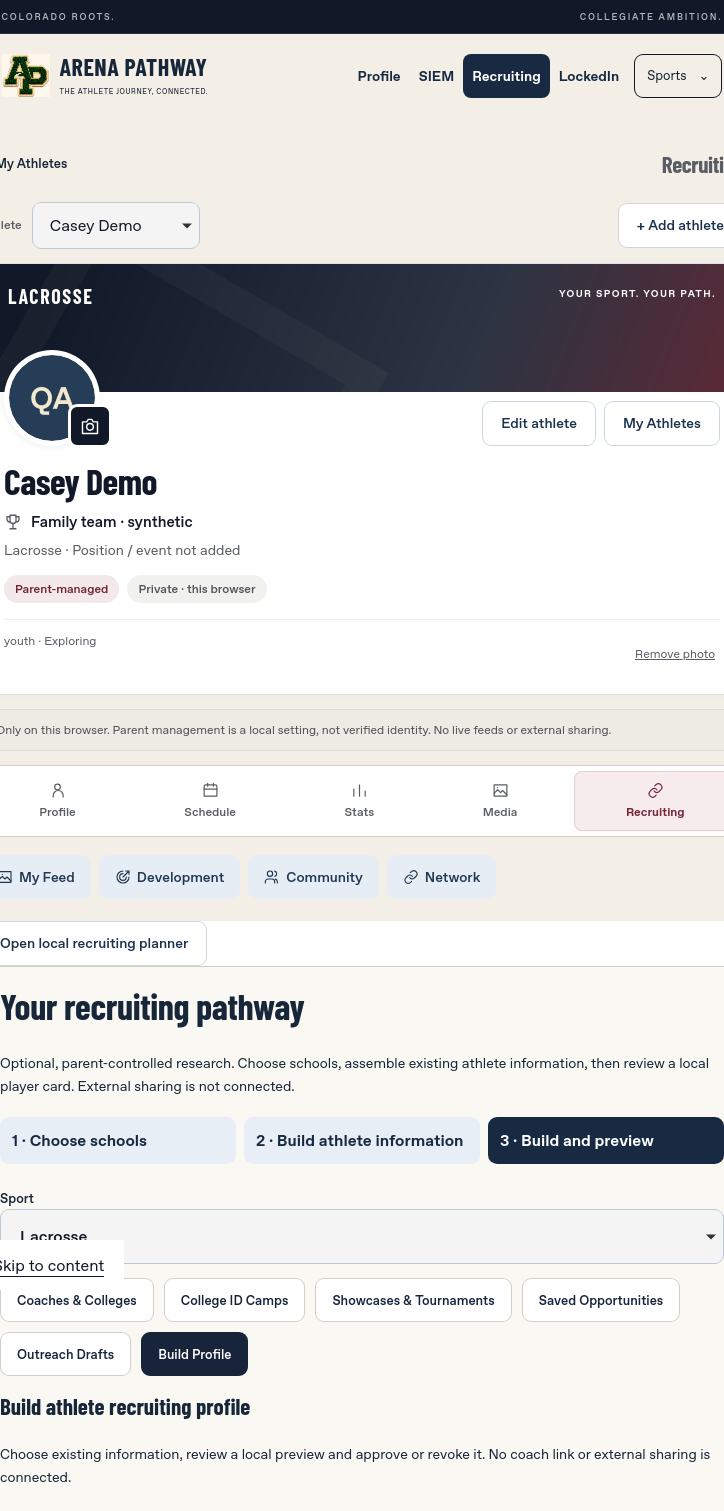 COLORADO ROOTS.
COLLEGIATE AMBITION.
AP
ARENA PATHWAY
THE ATHLETE JOURNEY, CONNECTED.
Profile
SIEM
Recruiting
LockedIn
Sports
My Athletes
Recruiti
lete
Casey Demo
+ Add athlete
LACROSSE
YOUR SPORT. YOUR PATH.
QA
Edit athlete
My Athletes
Casey Demo
Family team · synthetic
Lacrosse · Position / event not added
Parent-managed
Private · this browser
youth · Exploring
Remove photo
Only on this browser. Parent management is a local setting, not verified identity. No live feeds or external sharing.
Profile
Schedule
Stats
Media
Recruiting
My Feed
Development
Community
Network
Open local recruiting planner
Your recruiting pathway
Optional, parent-controlled research. Choose schools, assemble existing athlete information, then review a local
player card. External sharing is not connected.
1 · Choose schools
2 · Build athlete information
3 · Build and preview
Sport
Lacrosse
Skip to content
Coaches & Colleges
College ID Camps
Showcases & Tournaments
Saved Opportunities
Outreach Drafts
Build Profile
Build athlete recruiting profile
Choose existing information, review a local preview and approve or revoke it. No coach link or external sharing is
connected.